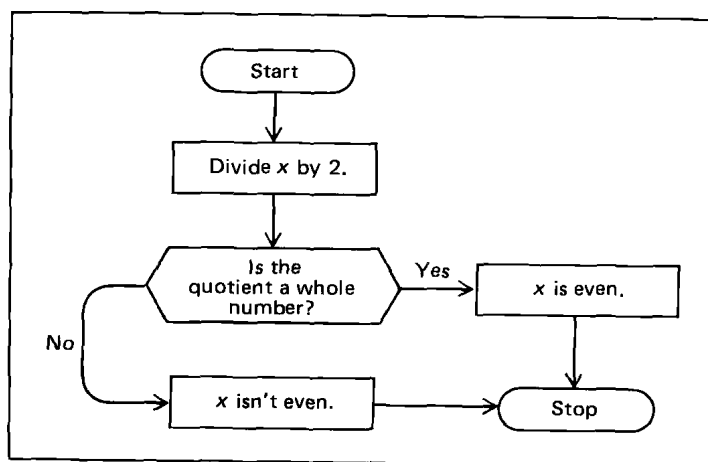 Start
Divide x by 2.
Is the
quotient a whole
number?
Yes
x is even.
No
x isn't even.
Stop